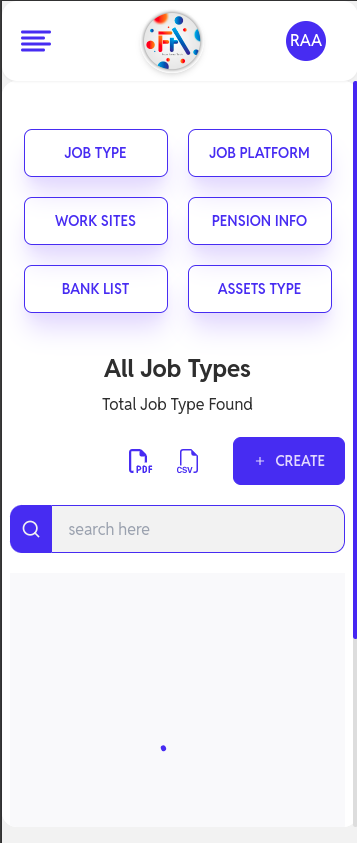 RAA
JOB TYPE
JOB PLATFORM
WORK SITES
PENSION INFO
BANK LIST
ASSETS TYPE
All Job Types
Total Job Type Found
PDF
CSV
+ CREATE
search here